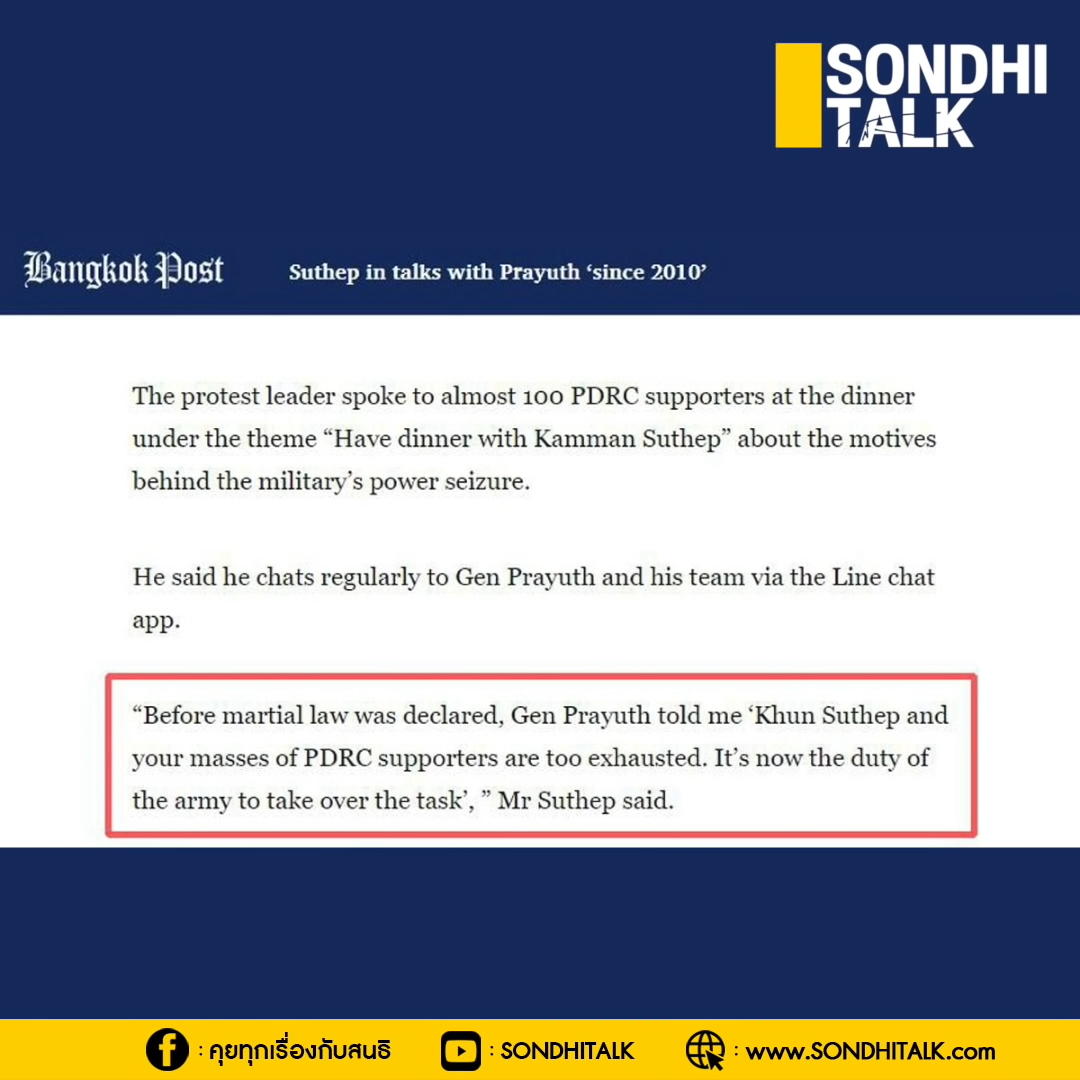 SONDHI
TALK
Bangkok Post
Suthep in talks with Prayuth ‘since 2010’
The protest leader spoke to almost 100 PDRC supporters at the dinner
under the theme “Have dinner with Kamman Suthep” about the motives
behind the military’s power seizure.
He said he chats regularly to Gen Prayuth and his team via the Line chat
app.
“Before martial law was declared, Gen Prayuth told me ‘Khun Suthep and
your masses of PDRC supporters are too exhausted. It’s now the duty of
the army to take over the task’, ” Mr Suthep said.
: คุยทุกเรื่องกับสนธิ : SONDHITALK : www.SONDHITALK.com